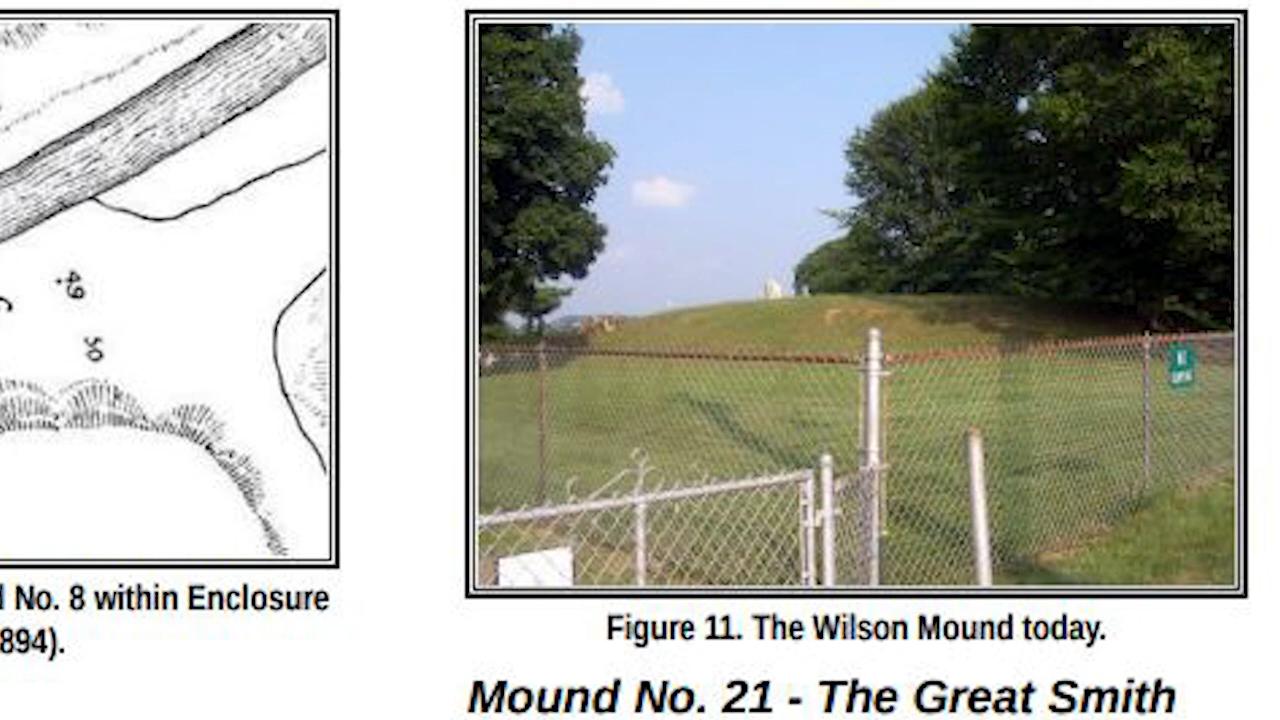 49
50
l No. 8 within Enclosure
894).
Figure 11. The Wilson Mound today.
Mound No. 21 - The Great Smith